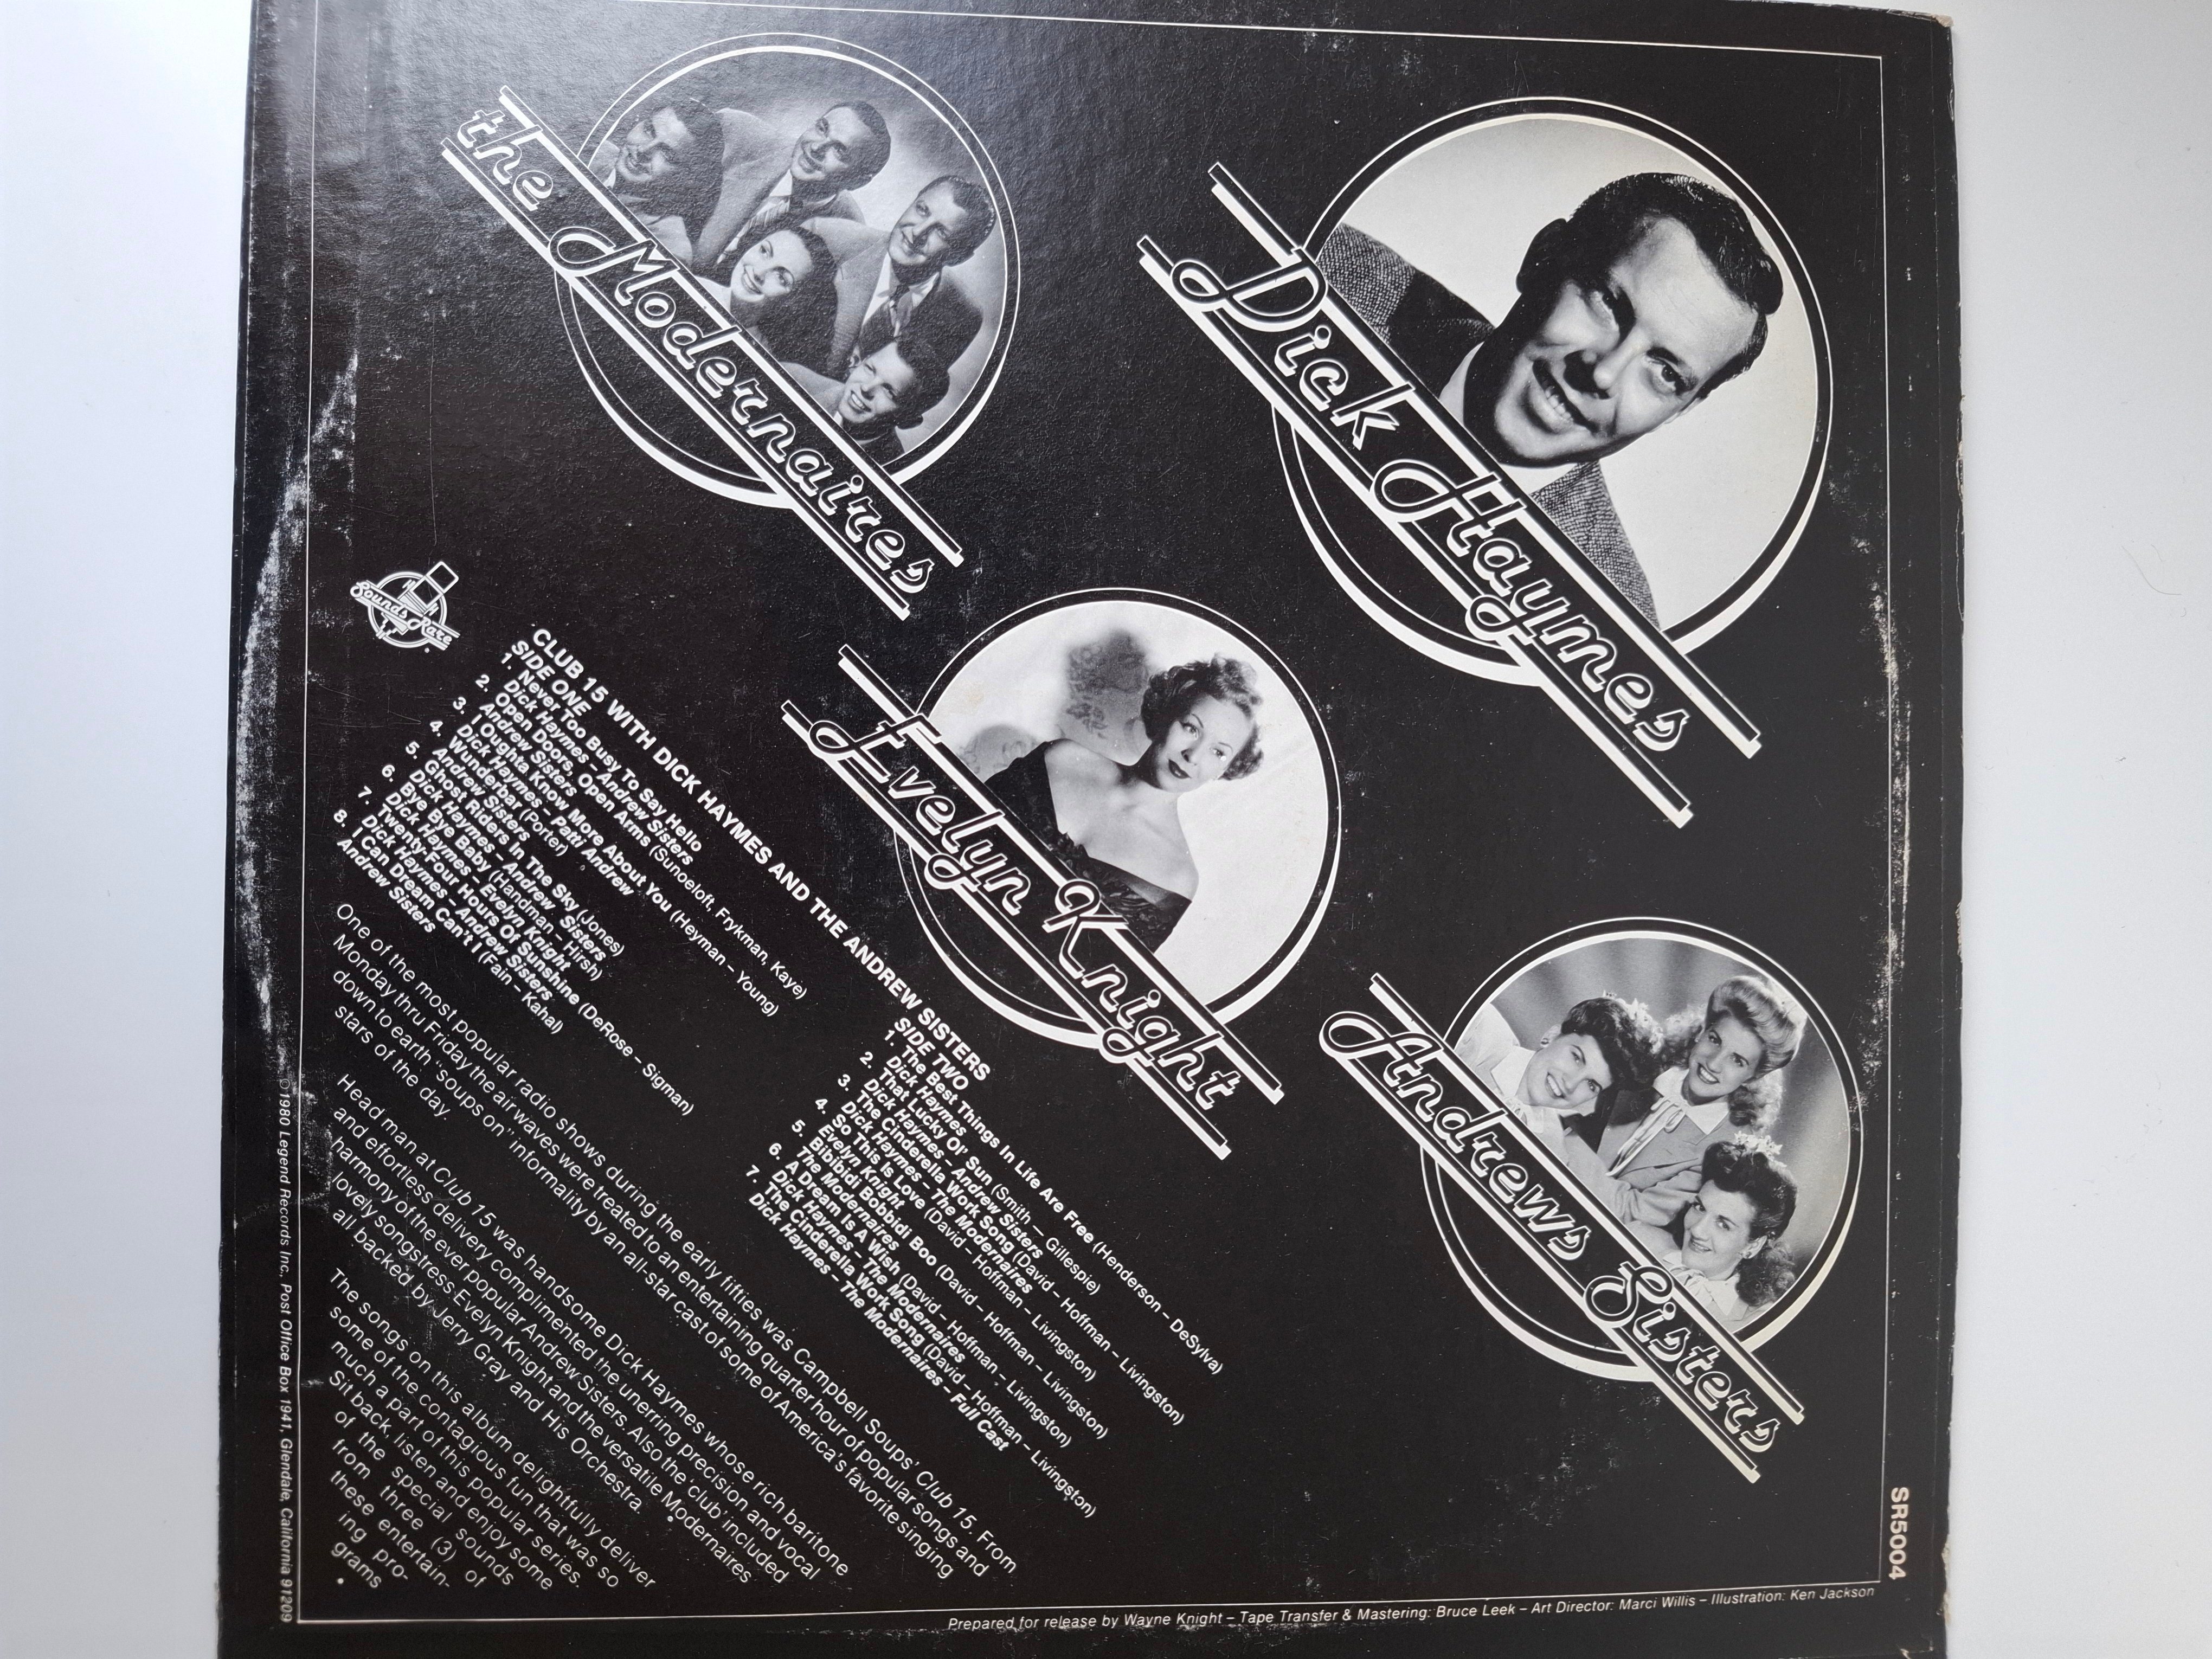 the Modernaires
Dick Haymes
Evelyn Knight
Andrews Sisters
Sounds Rare
CLUB 15 WITH DICK HAYMES AND THE ANDREW SISTERS
SIDE ONE
1. Never Too Busy To Say Hello
Dick Haymes – Andrew Sisters
2. Open Doors, Open Arms (Sunoeloft, Frykman, Kaye)
Andrew Sisters
3. I Oughta Know More About You (Heyman – Young)
Dick Haymes – Patti Andrew
4. Wunderbar (Porter)
Andrew Sisters
5. Ghost Riders In The Sky (Jones)
Dick Haymes – Andrew Sisters
6. Bye Bye Baby (Handman – Hirsh)
Dick Haymes / Evelyn Knight
7. Twenty Four Hours Of Sunshine (DeRose – Sigman)
Dick Haymes – Andrew Sisters
8. I Can Dream Can't I (Fain – Kahal)
Andrew Sisters
SIDE TWO
1. The Best Things In Life Are Free (Henderson – DeSylva)
Dick Haymes
2. That Lucky Ol' Sun (Smith – Gillespie)
Dick Haymes – Andrew Sisters
3. The Cinderella Work Song (David – Hoffman – Livingston)
Dick Haymes – The Modernaires
4. So This Is Love (David – Hoffman – Livingston)
Evelyn Knight
5. Bibibidi Bobbidi Boo (David – Hoffman – Livingston)
The Modernaires
6. A Dream Is A Wish (David – Hoffman – Livingston)
Dick Haymes – The Modernaires
7. The Cinderella Work Song (David – Hoffman – Livingston)
Dick Haymes – The Modernaires – Full Cast
One of the most popular radio shows during the early fifties was Campbell Soups' Club 15. From
Monday thru Friday the airwaves were treated to an entertaining quarter hour of popular songs and
down to earth "soups on" informality by an all-star cast of some of America's favorite singing
stars of the day.
Head man at Club 15 was handsome Dick Haymes whose rich baritone
and effortless delivery complimented the unerring precision and vocal
harmony of the ever popular Andrew Sisters. Also the 'club' included
lovely songstress Evelyn Knight and the versatile Modernaires
all backed by Jerry Gray and His Orchestra.
The songs on this album delightfully deliver
some of the contagious fun that was so
much a part of this popular series.
Sit back, listen and enjoy some
of the special sounds
from three (3) of
these entertain-
ing pro-
grams
.
©1980 Legend Records Inc., Post Office Box 1941, Glendale, California 91209
Prepared for release by Wayne Knight – Tape Transfer & Mastering: Bruce Leek – Art Director: Marci Willis – Illustration: Ken Jackson
SR5004